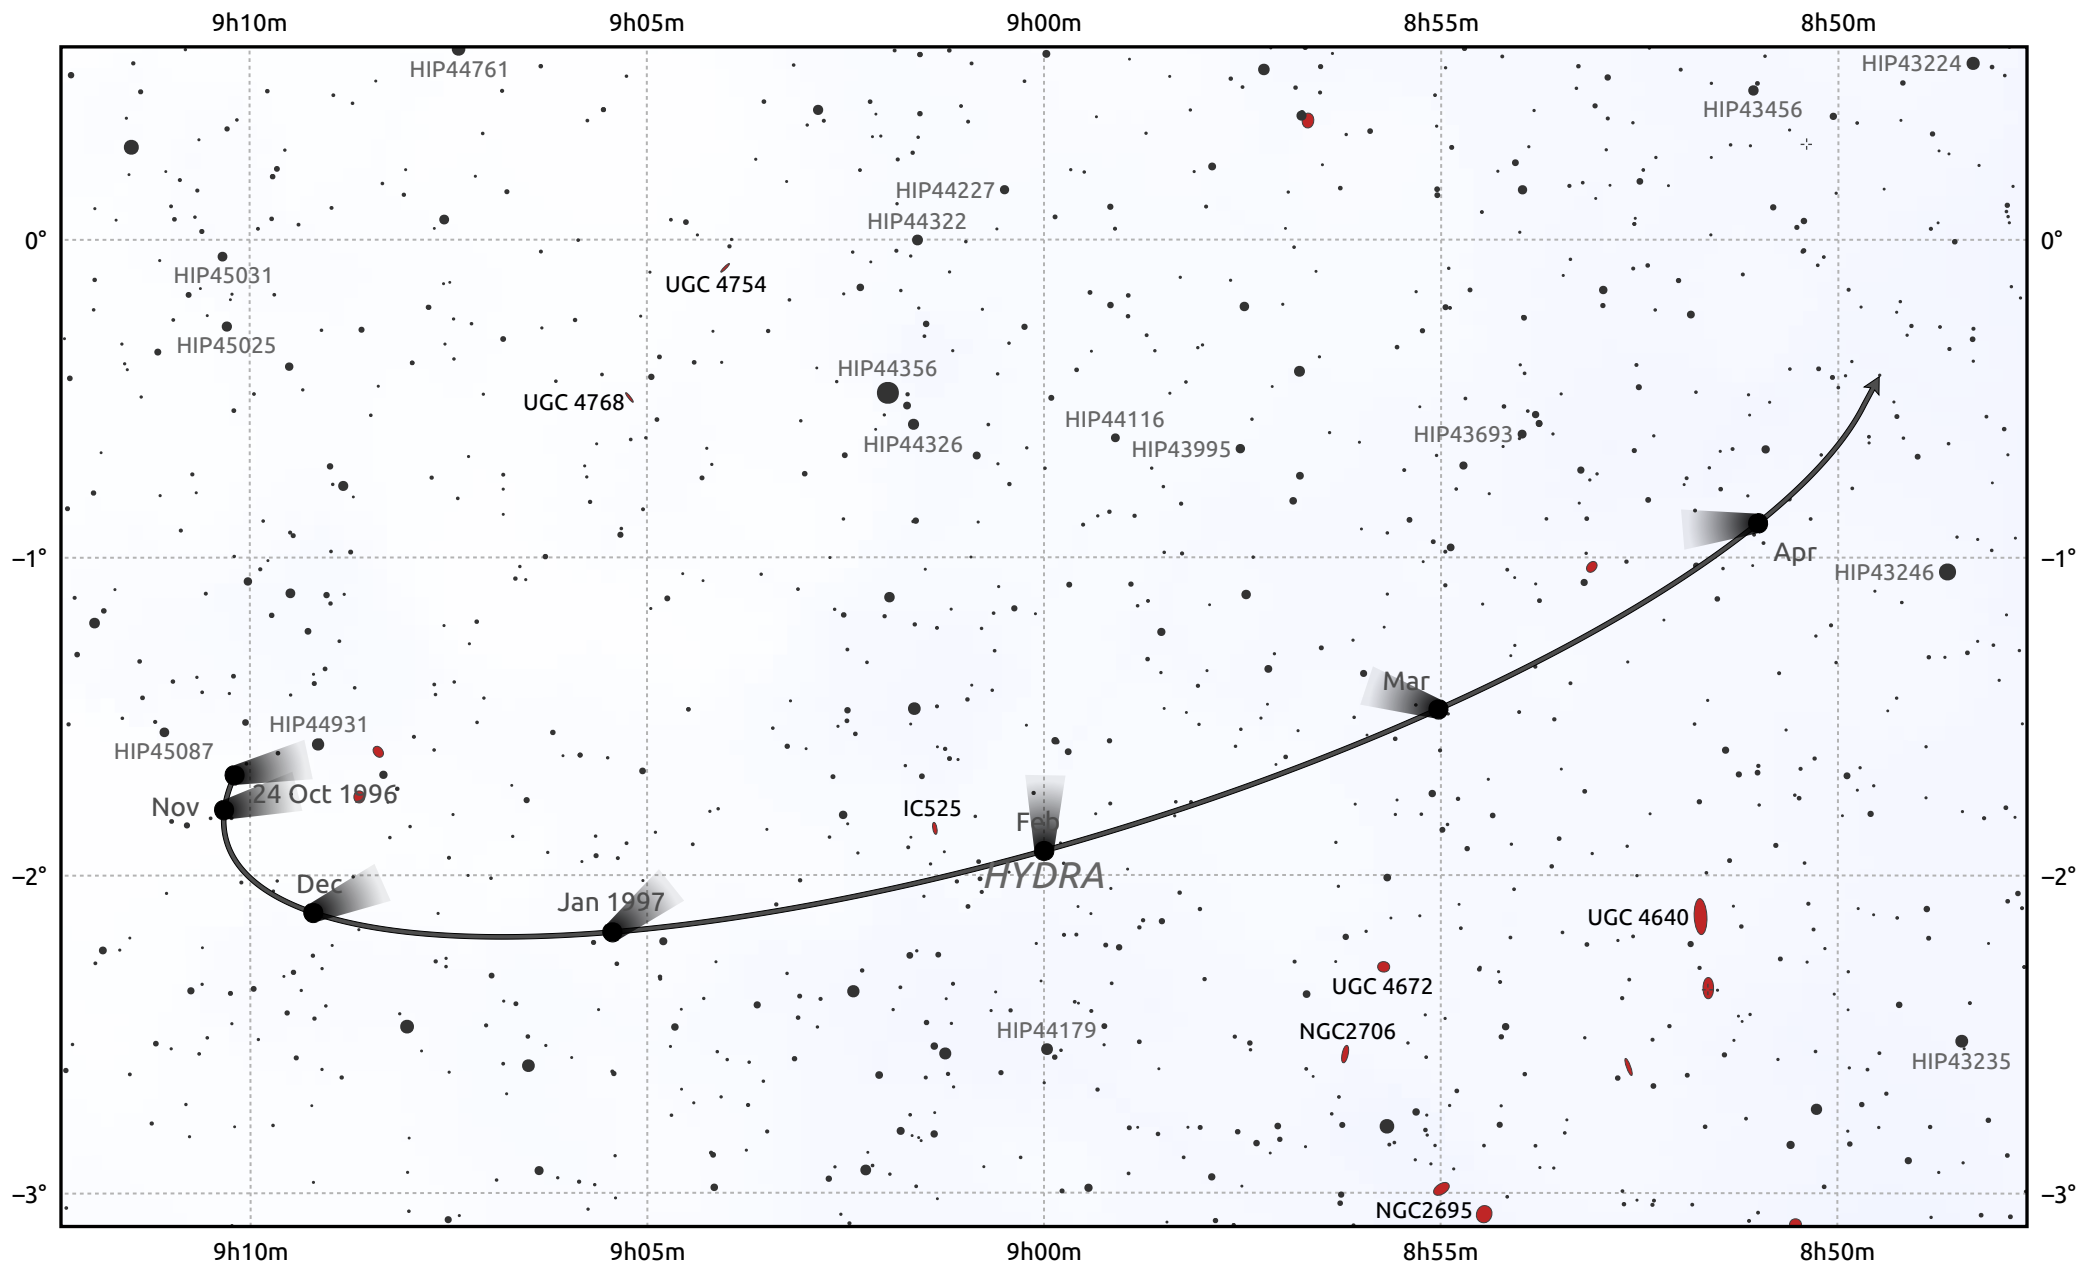 9h10m 9h05m 9h00m 8h55m 8h50m
HIP44761
HIP43224
HIP43456
HIP44227
HIP44322
0° 0°
HIP45031
UGC 4754
HIP45025
HIP44356
UGC 4768
HIP44116
HIP43693
HIP44326
HIP43995
Apr
−1° −1°
HIP43246
Mar
HIP44931
HIP45087
24 Oct 1996
Nov
IC525
Feb
−2° HYDRA −2°
Dec
Jan 1997
UGC 4640
UGC 4672
HIP44179
NGC2706
HIP43235
−3° −3°
NGC2695
9h10m 9h05m 9h00m 8h55m 8h50m